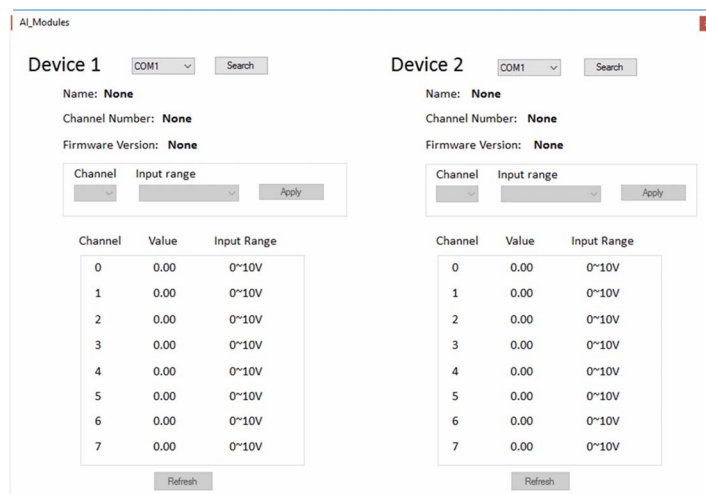 AI_Modules
Device 1 COM1 Search
Name: None
Channel Number: None
Firmware Version: None
Channel Input range
Apply
Channel Value Input Range
0 0.00 0~10V
1 0.00 0~10V
2 0.00 0~10V
3 0.00 0~10V
4 0.00 0~10V
5 0.00 0~10V
6 0.00 0~10V
7 0.00 0~10V
Refresh
Device 2 COM1 Search
Name: None
Channel Number: None
Firmware Version: None
Channel Input range
Apply
Channel Value Input Range
0 0.00 0~10V
1 0.00 0~10V
2 0.00 0~10V
3 0.00 0~10V
4 0.00 0~10V
5 0.00 0~10V
6 0.00 0~10V
7 0.00 0~10V
Refresh